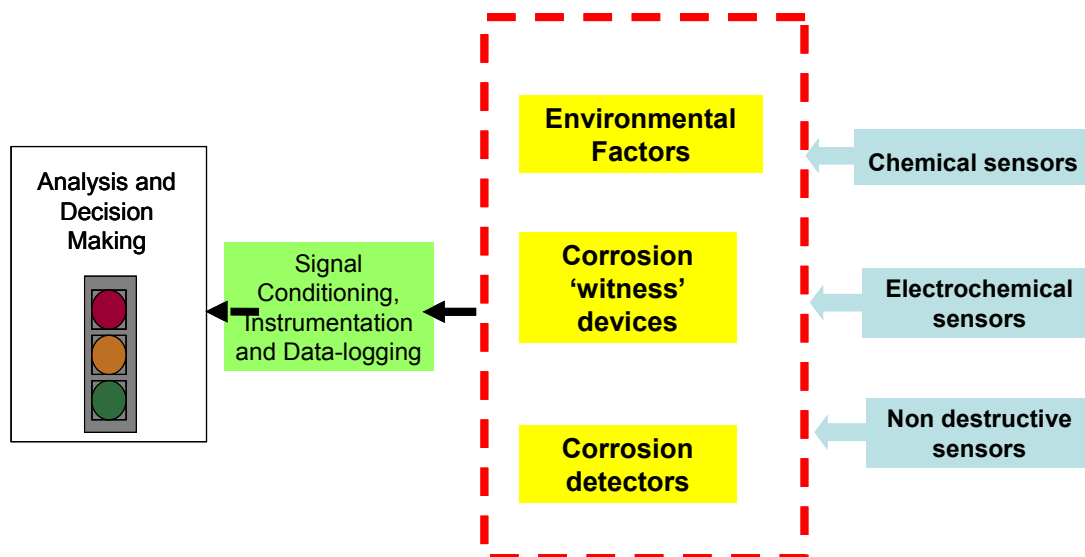 Analysis and
Decision
Making
Signal
Conditioning,
Instrumentation
and Data-logging
Environmental
Factors
Corrosion
‘witness’
devices
Corrosion
detectors
Chemical sensors
Electrochemical
sensors
Non destructive
sensors